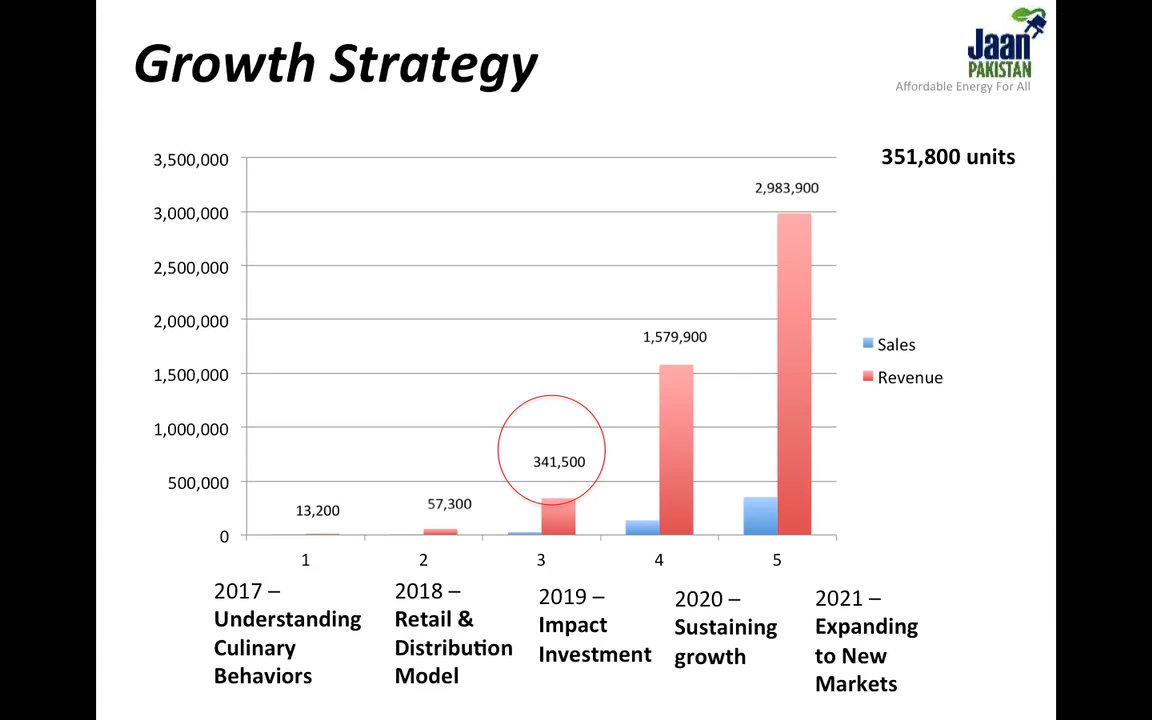 Growth Strategy
Jaan
PAKISTAN
Affordable Energy For All
351,800 units
3,500,000
3,000,000
2,500,000
2,000,000
1,500,000
1,000,000
500,000
0
13,200
57,300
341,500
1,579,900
2,983,900
Sales
Revenue
1
2
3
4
5
2017 –
Understanding
Culinary
Behaviors
2018 –
Retail &
Distribution
Model
2019 –
Impact
Investment
2020 –
Sustaining
growth
2021 –
Expanding
to New
Markets